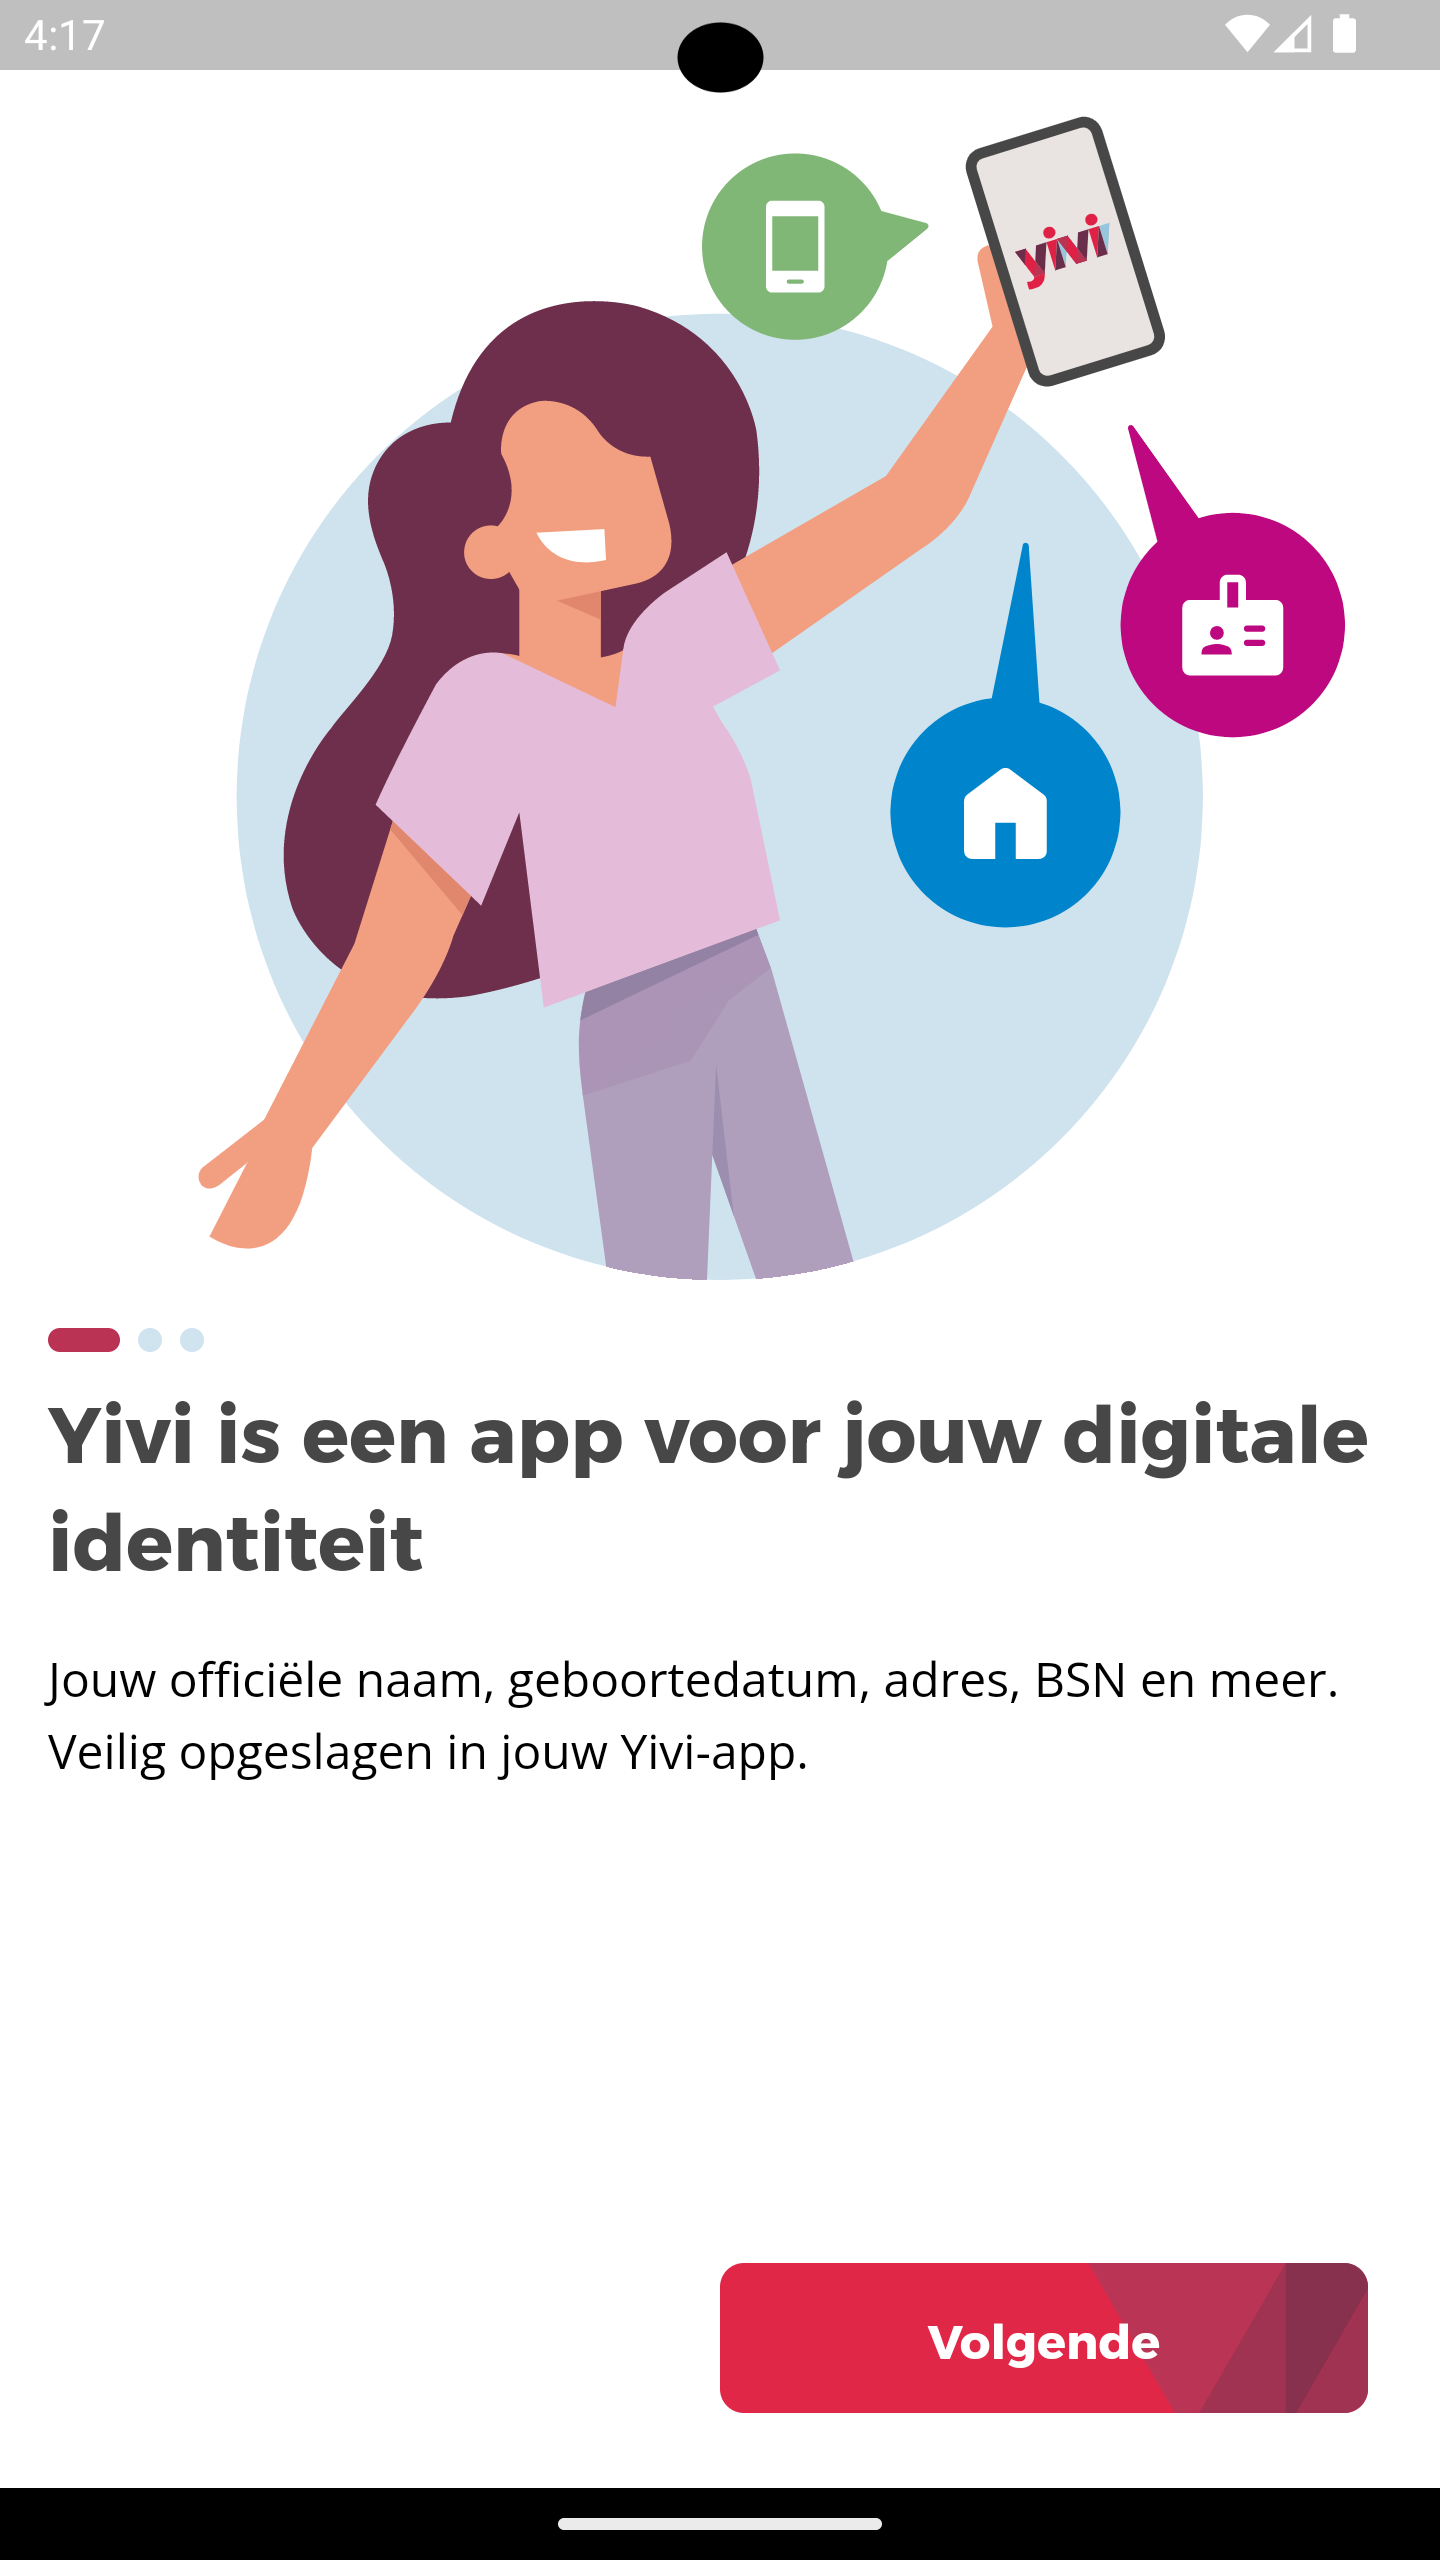 4:17
yivi
Yivi is een app voor jouw digitale
identiteit
Jouw officiële naam, geboortedatum, adres, BSN en meer.
Veilig opgeslagen in jouw Yivi-app.
Volgende